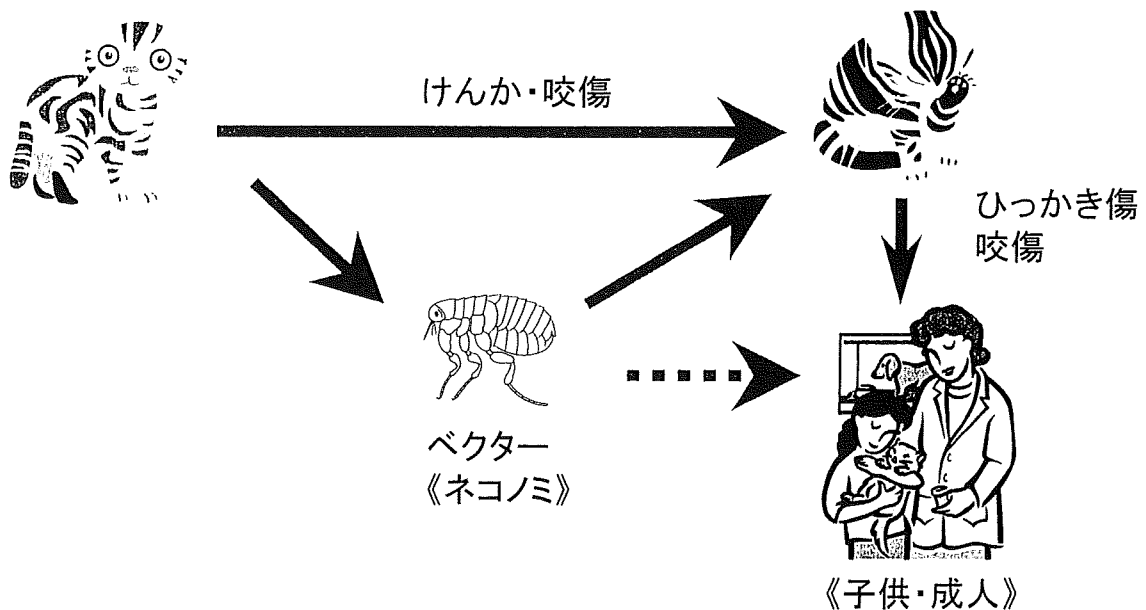 けんか・咬傷
ひっかき傷
咬傷
ベクター
《ネコノミ》
《子供・成人》